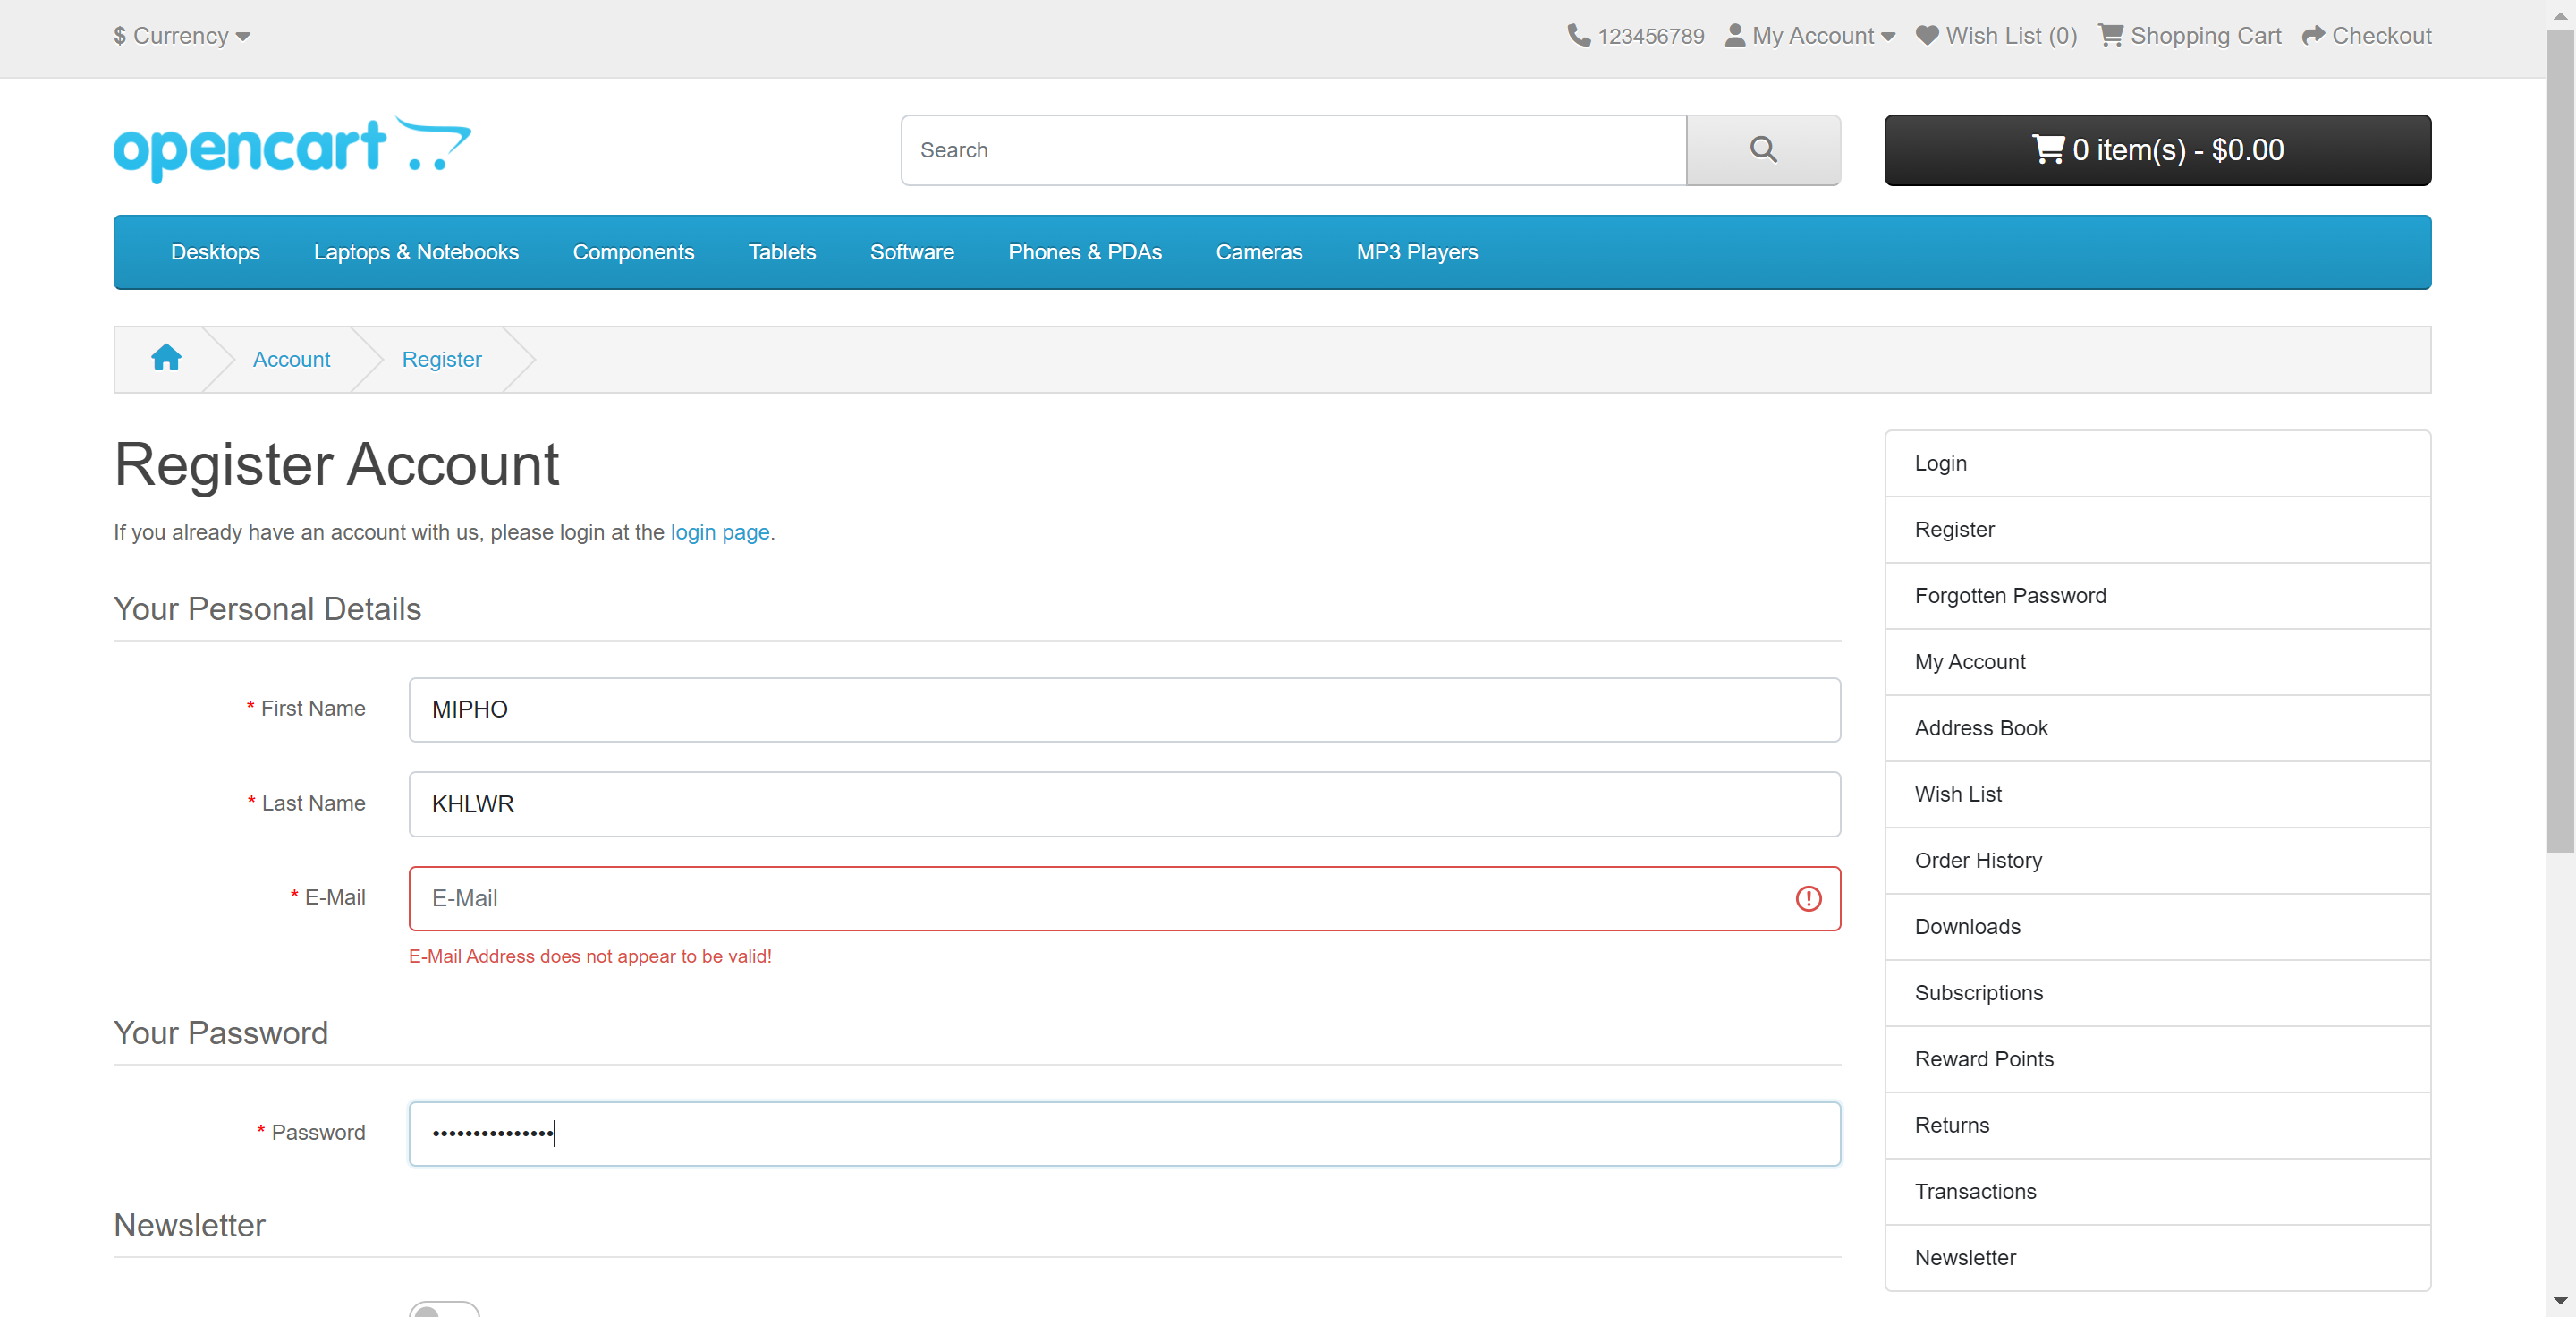 $ Currency
123456789 My Account Wish List (0) Shopping Cart Checkout
opencart
Search
0 item(s) - $0.00
Desktops Laptops & Notebooks Components Tablets Software Phones & PDAs Cameras MP3 Players
Account Register
Register Account
If you already have an account with us, please login at the login page.
Your Personal Details
* First Name MIPHO
* Last Name KHLWR
* E-Mail E-Mail
E-Mail Address does not appear to be valid!
Your Password
* Password •••••••••••••••
Newsletter
Login
Register
Forgotten Password
My Account
Address Book
Wish List
Order History
Downloads
Subscriptions
Reward Points
Returns
Transactions
Newsletter